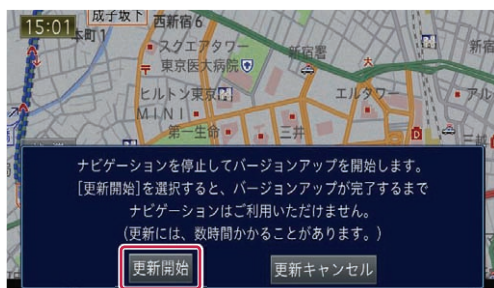 15:01
成子坂下
西新宿6
本町1
スクエアタワー
新宿署
新宿
東京医大病院
ヒルトン東京
エルタワー
アル
MINI
第一生命
三井
ナビゲーションを停止してバージョンアップを開始します。
[更新開始]を選択すると、バージョンアップが完了するまで
ナビゲーションはご利用いただけません。
(更新には、数時間かかることがあります。)
更新開始
更新キャンセル